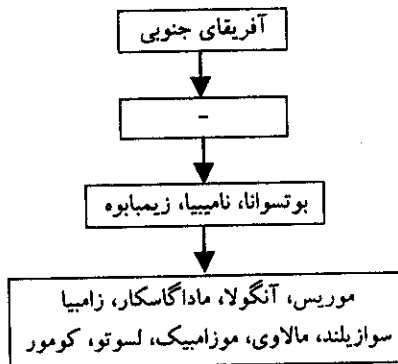 آفریقای جنوبی
-
بوتسوانا، نامیبیا، زیمبابوه
موریس، آنگولا، ماداگاسکار، زامبیا
سوازیلند، مالاوی، موزامبیک، لسوتو، کومور